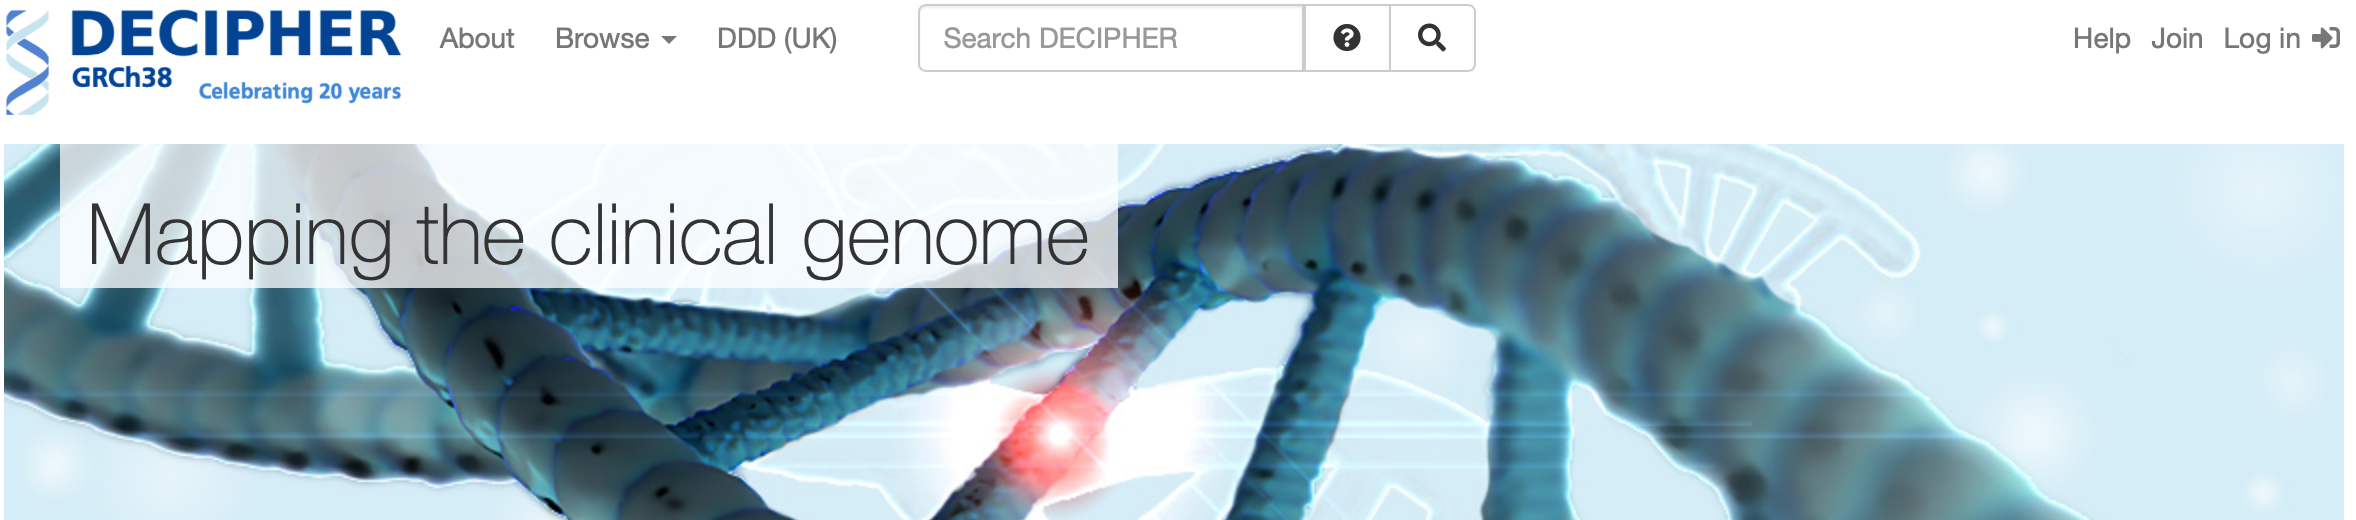 DECIPHER
GRCh38
Celebrating 20 years
About Browse DDD (UK) Search DECIPHER Help Join Log in
Mapping the clinical genome